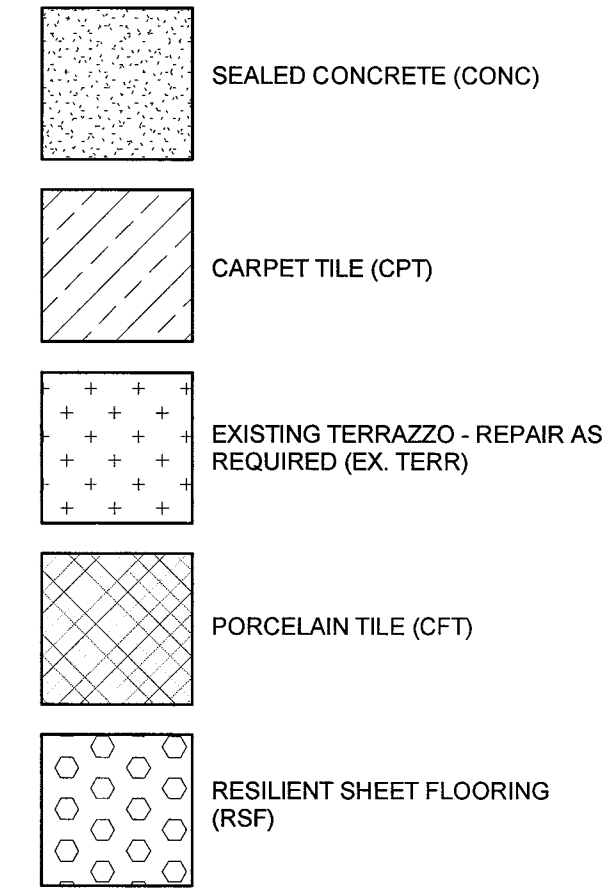 SEALED CONCRETE (CONC)
CARPET TILE (CPT)
EXISTING TERRAZZO - REPAIR AS
REQUIRED (EX. TERR)
PORCELAIN TILE (CFT)
RESILIENT SHEET FLOORING
(RSF)